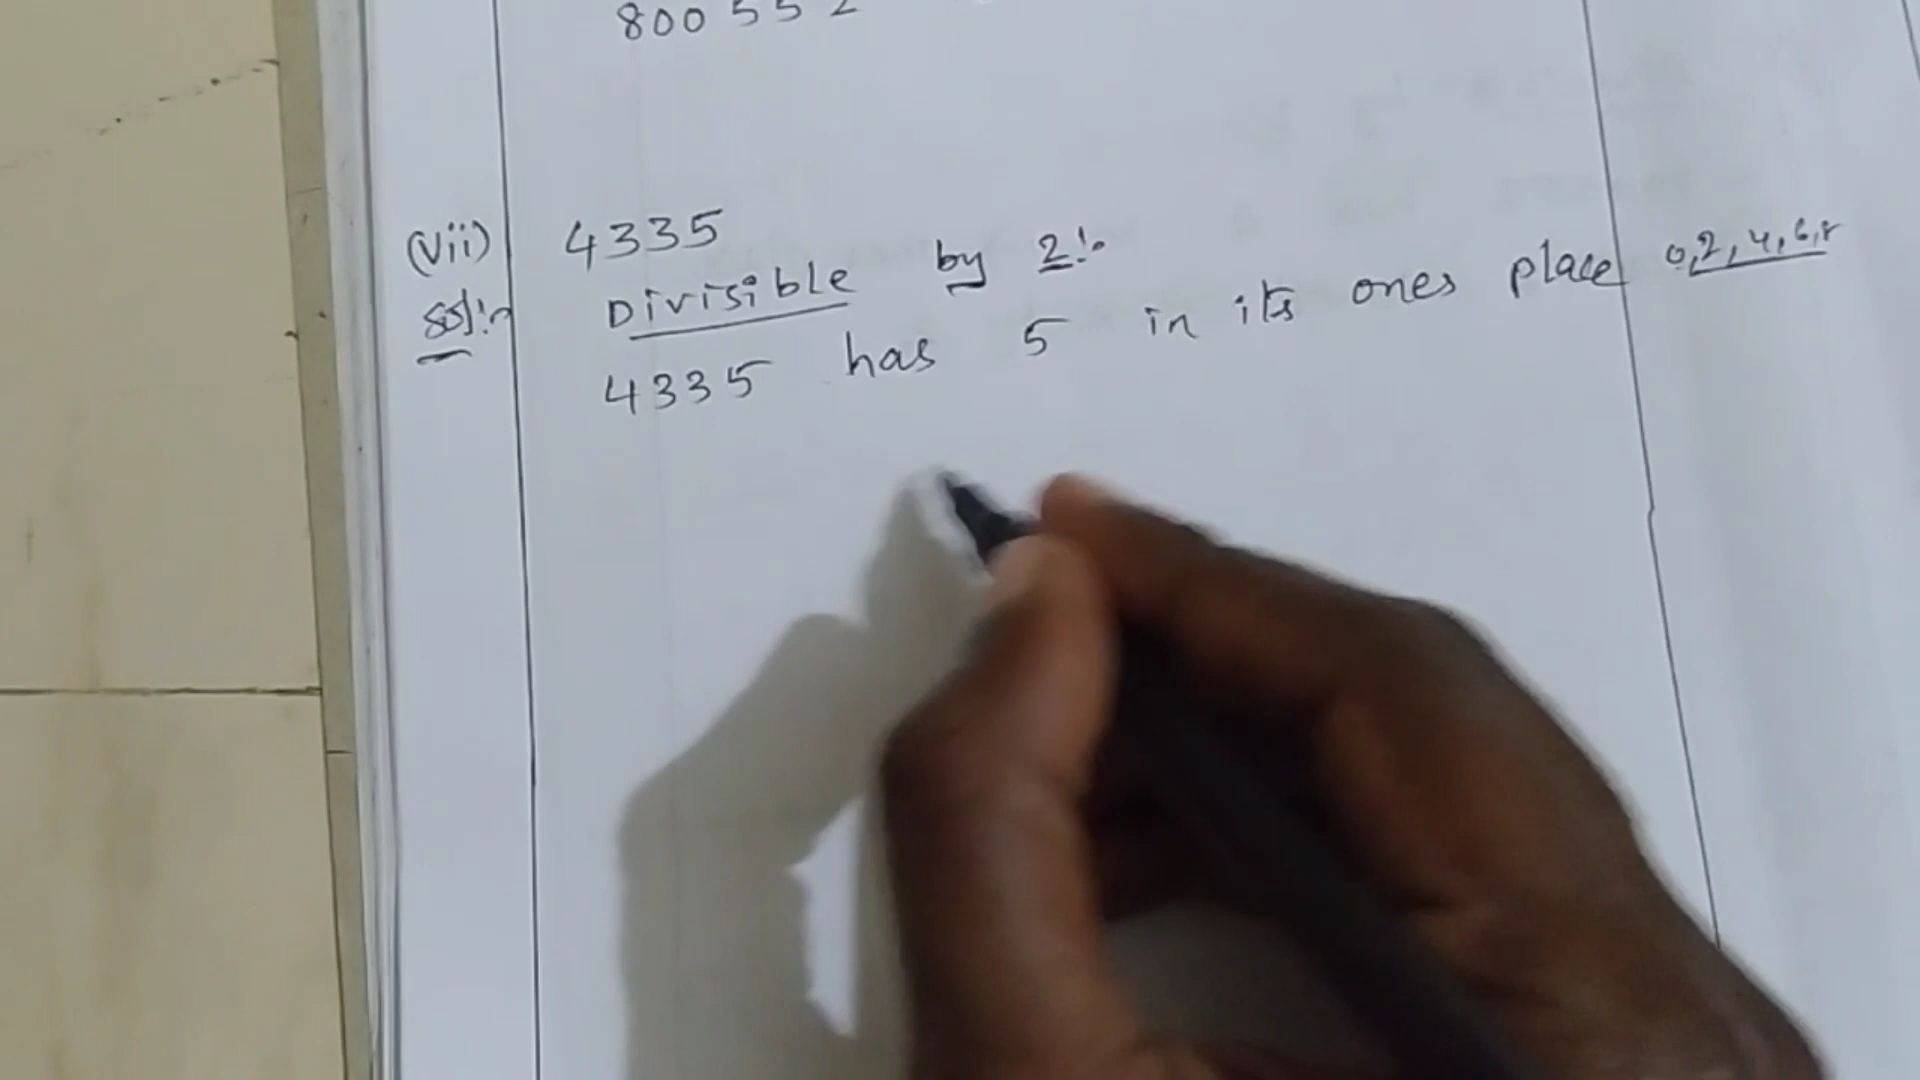 800552
(vii) 4335
Sol:- Divisible by 2:-
4335 has 5 in its ones place 0,2,4,6,8